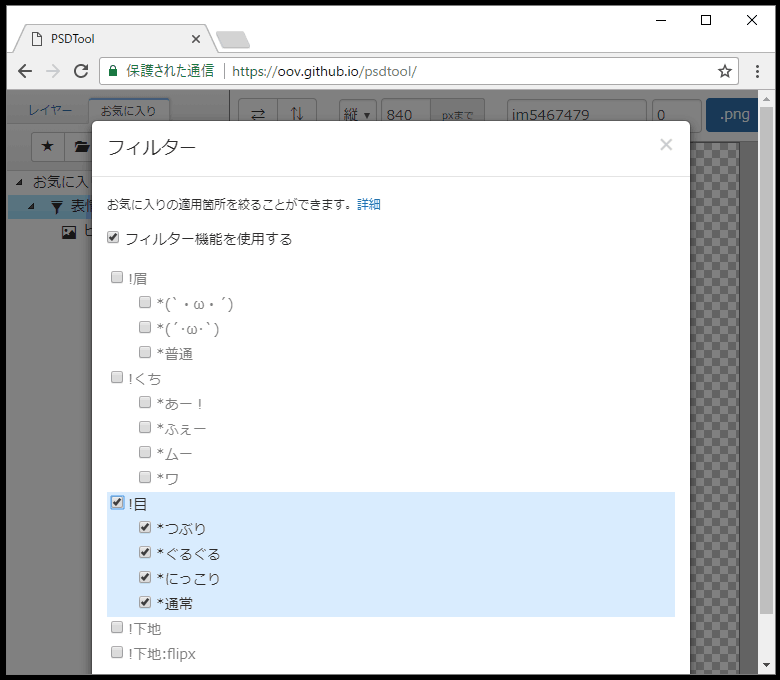 PSDTool
保護された通信
https://oov.github.io/psdtool/
レイヤー
お気に入り
縦
840
pxまで
im5467479
0
.png
フィルター
お気に入りの適用箇所を絞ることができます。詳細
フィルター機能を使用する
お気に入
表情
!眉
*(`・ω・´)
*(´･ω･`)
*普通
!くち
*あー！
*ふぇー
*ムー
*ワ
!目
*つぶり
*ぐるぐる
*にっこり
*通常
!下地
!下地:flipx